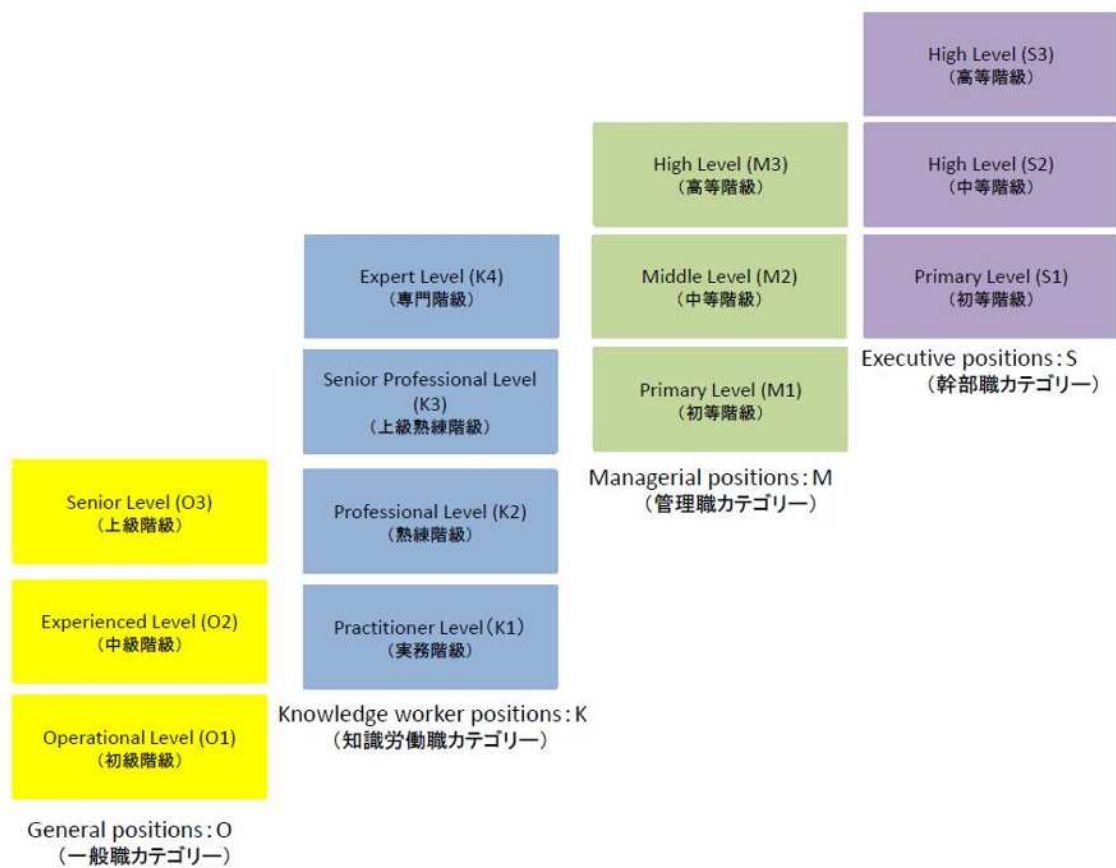 High Level (S3)
(高等階級)
High Level (M3)
(高等階級)
High Level (S2)
(中等階級)
Expert Level (K4)
(専門階級)
Middle Level (M2)
(中等階級)
Primary Level (S1)
(初等階級)
Executive positions:S
(幹部職カテゴリー)
Senior Professional Level
(K3)
(上級熟練階級)
Primary Level (M1)
(初等階級)
Managerial positions:M
(管理職カテゴリー)
Senior Level (O3)
(上級階級)
Professional Level (K2)
(熟練階級)
Experienced Level (O2)
(中級階級)
Practitioner Level(K1)
(実務階級)
Knowledge worker positions:K
(知識労働職カテゴリー)
Operational Level (O1)
(初級階級)
General positions:O
(一般職カテゴリー)